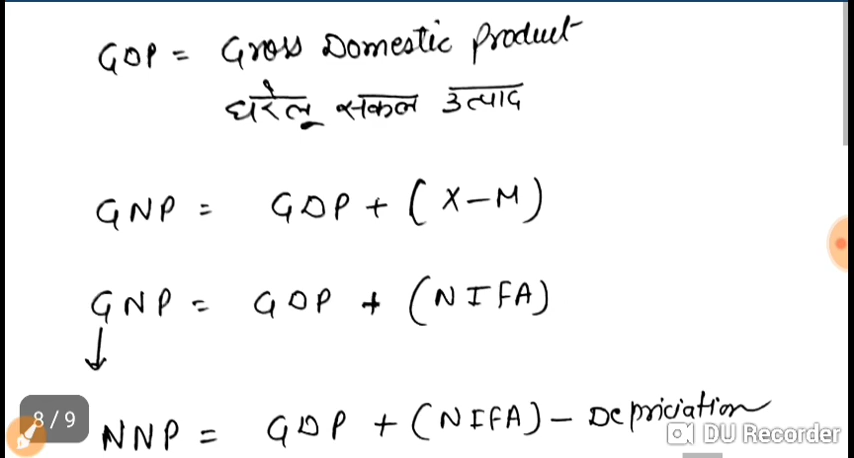 GDP = Gross Domestic Product
घरेलू सकल उत्पाद
GNP = GDP + (X-M)
GNP = GDP + (NIFA)
↓
NNP = GDP + (NIFA) - Depriciation
8/9
DU Recorder